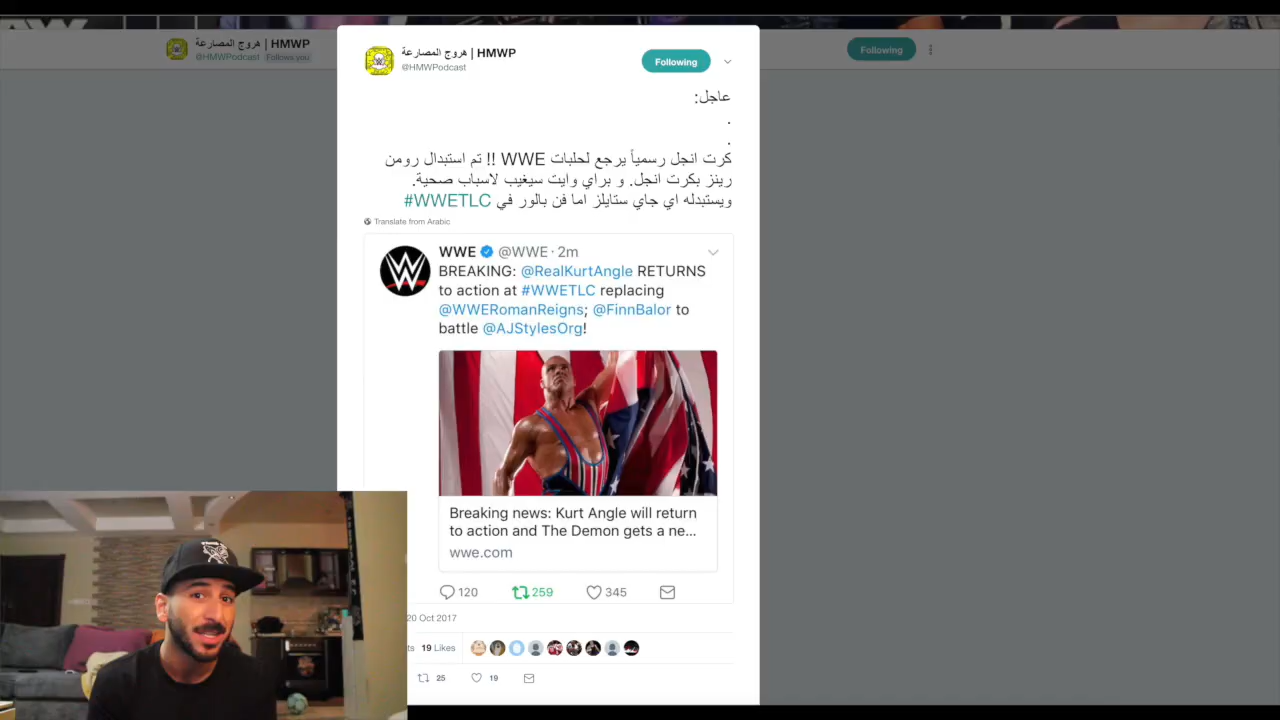 هروج المصارعة | HMWP
@HMWPodcast Follows you
Following
هروج المصارعة | HMWP
@HMWPodcast
Following
عاجل:
.
.
كرت انجل رسمياً يرجع لحلبات WWE !! تم استبدال رومن
رينز بكرت انجل. و براي وايت سيغيب لاسباب صحية.
ويستبدله اي جاي ستايلز اما فن بالور في #WWETLC
Translate from Arabic
WWE @WWE · 2m
BREAKING: @RealKurtAngle RETURNS
to action at #WWETLC replacing
@WWERomanReigns; @FinnBalor to
battle @AJStylesOrg!
Breaking news: Kurt Angle will return
to action and The Demon gets a ne...
wwe.com
120 259 345
20 Oct 2017
ts 19 Likes
25 19